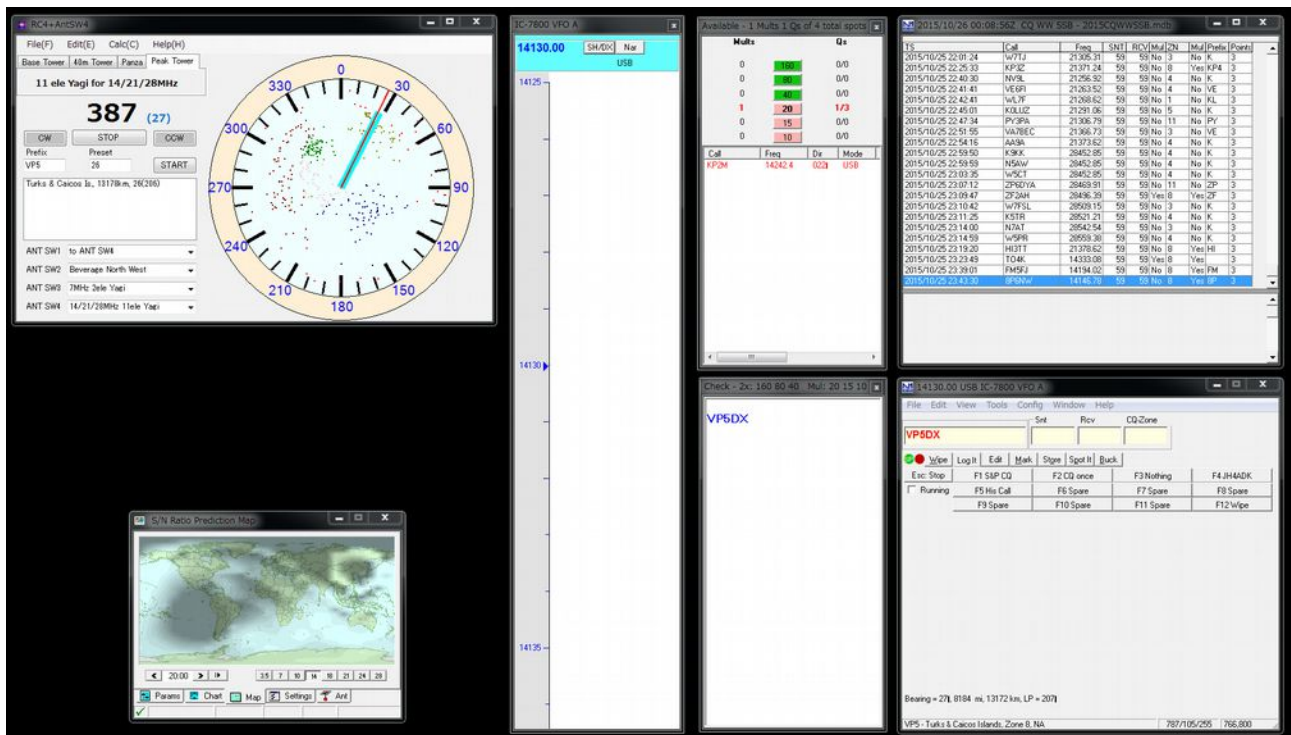 RC4+AntSW4
File(F) Edit(E) Calc(C) Help(H)
Base Tower 40m Tower Panza Peak Tower
11 ele Yagi for 14/21/28MHz
387 (27)
CW STOP CCW
Prefix Preset
VP5 26 START
Turks & Caicos Is., 13178km, 26(206)
ANT SW1 to ANT SW4
ANT SW2 Beverage North West
ANT SW3 7MHz 2ele Yagi
ANT SW4 14/21/28MHz 11ele Yagi
0
30
60
90
120
150
180
210
240
270
300
330
S/N Ratio Prediction Map
20:00
3.5 7 10 14 18 21 24 28
Params Chart Map Settings Ant
IC-7800 VFO A
14130.00 SH/DX Nar
USB
14125
14130
14135
Available - 1 Mults 1 Qs of 4 total spots
Mults Qs
0 160 0/0
0 80 0/0
0 40 0/0
1 20 1/3
0 15 0/0
0 10 0/0
Call Freq Dir Mode
KP2M 14242.4 022 USB
Check - 2x: 160 80 40 Mul: 20 15 10
VP5DX
2015/10/26 00:08:56Z CQ WW SSB - 2015CQWWSSB.mdb
TS Call Freq SNT RCV Mul ZN Mul Prefix Points
2015/10/25 22:01:24 W7TJ 21305.31 59 59 No 3 No K 3
2015/10/25 22:25:33 KP3Z 21371.24 59 59 No 8 Yes KP4 3
2015/10/25 22:40:30 NV9L 21256.92 59 59 No 4 No K 3
2015/10/25 22:41:41 VE6FI 21263.52 59 59 No 4 No VE 3
2015/10/25 22:42:41 WL7F 21268.62 59 59 No 1 No KL 3
2015/10/25 22:45:01 K0LUZ 21291.06 59 59 No 5 No K 3
2015/10/25 22:47:34 PY3PA 21306.79 59 59 No 11 No PY 3
2015/10/25 22:51:55 VA7BEC 21366.73 59 59 No 3 No VE 3
2015/10/25 22:54:16 AA9A 21373.62 59 59 No 4 No K 3
2015/10/25 22:59:50 K9KK 28452.85 59 59 No 4 No K 3
2015/10/25 22:59:59 N5AW 28452.85 59 59 No 4 No K 3
2015/10/25 23:03:35 W5CT 28452.85 59 59 No 4 No K 3
2015/10/25 23:07:12 ZP6DYA 28469.91 59 59 No 11 No ZP 3
2015/10/25 23:09:47 ZF2AH 28496.39 59 59 Yes 8 Yes ZF 3
2015/10/25 23:10:42 W7FSL 28509.15 59 59 No 3 No K 3
2015/10/25 23:11:25 K5TR 28521.21 59 59 No 4 No K 3
2015/10/25 23:14:00 N7AT 28542.54 59 59 No 3 No K 3
2015/10/25 23:14:59 W5PR 28559.38 59 59 No 4 No K 3
2015/10/25 23:19:20 HI3TT 21378.62 59 59 No 8 Yes HI 3
2015/10/25 23:23:49 TO4K 14333.08 59 59 Yes 8 Yes 3
2015/10/25 23:39:01 FM5FJ 14194.02 59 59 No 8 Yes FM 3
2015/10/25 23:43:30 8P6NW 14146.78 59 59 No 8 Yes 8P 3
14130.00 USB IC-7800 VFO A
File Edit View Tools Config Window Help
Snt Rcv CQ-Zone
VP5DX
Wipe Log It Edit Mark Store Spot It Buck
Esc: Stop F1 S&P CQ F2 CQ once F3 Nothing F4 JH4ADK
Running F5 His Call F6 Spare F7 Spare F8 Spare
F9 Spare F10 Spare F11 Spare F12 Wipe
Bearing = 27, 8184 mi, 13172 km, LP = 207
VP5 - Turks & Caicos Islands, Zone 8, NA 787/105/255 766,800